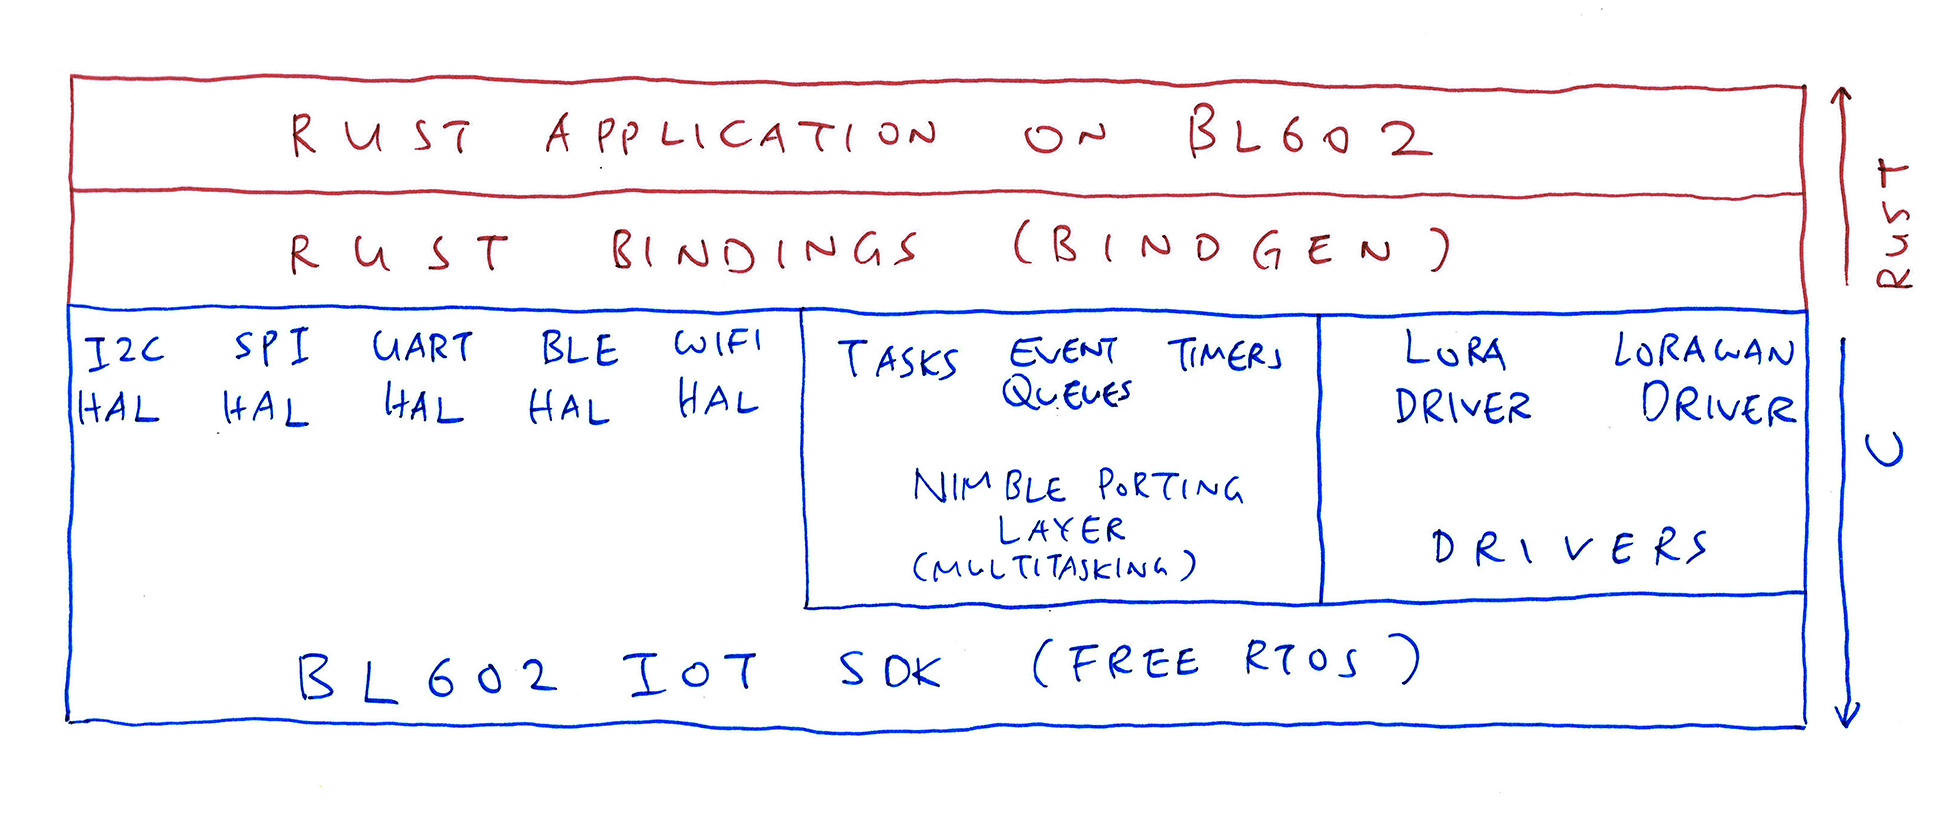 RUST APPLICATION ON BL602
RUST BINDINGS (BINDGEN)
I2C SPI UART BLE WIFI
HAL HAL HAL HAL HAL
TASKS EVENT TIMERS
QUEUES
NIMBLE PORTING
LAYER
(MULTITASKING)
LORA LORAWAN
DRIVER DRIVER
DRIVERS
BL602 IOT SDK (FREE RTOS)
RUST
C